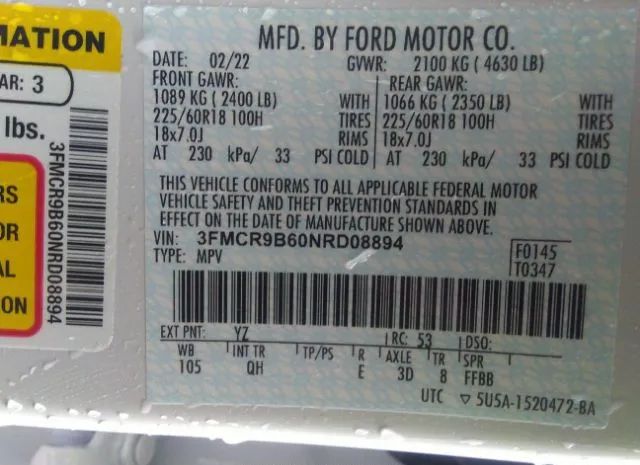 MATION
AR: 3
lbs.
RS
OR
AL
ON
3FMCR9B60NRD08894
MFD. BY FORD MOTOR CO.
DATE: 02/22 GVWR: 2100 KG ( 4630 LB)
FRONT GAWR: REAR GAWR:
1089 KG ( 2400 LB) WITH 1066 KG ( 2350 LB) WITH
225/60R18 100H TIRES 225/60R18 100H TIRES
18x7.0J RIMS 18x7.0J RIMS
AT 230 kPa/ 33 PSI COLD AT 230 kPa/ 33 PSI COLD
THIS VEHICLE CONFORMS TO ALL APPLICABLE FEDERAL MOTOR
VEHICLE SAFETY AND THEFT PREVENTION STANDARDS IN
EFFECT ON THE DATE OF MANUFACTURE SHOWN ABOVE.
VIN: 3FMCR9B60NRD08894
TYPE: MPV
F0145
T0347
EXT PNT: YZ RC: 53 DSO:
WB INT TR TP/PS R AXLE TR SPR
105 QH E 3D 8 FFBB
UTC ▽ 5U5A-1520472-BA